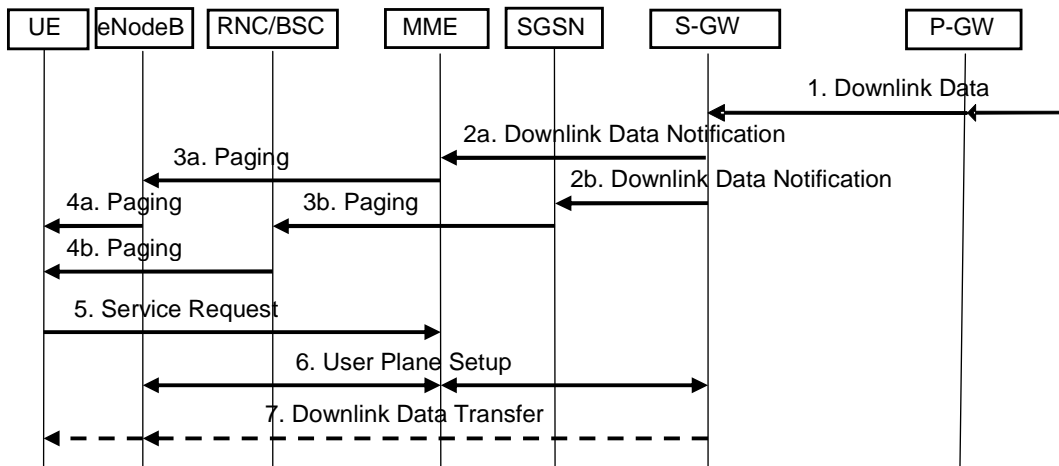 UE eNodeB RNC/BSC MME SGSN S-GW P-GW
1. Downlink Data
2a. Downlink Data Notification
3a. Paging
2b. Downlink Data Notification
4a. Paging 3b. Paging
4b. Paging
5. Service Request
6. User Plane Setup
7. Downlink Data Transfer